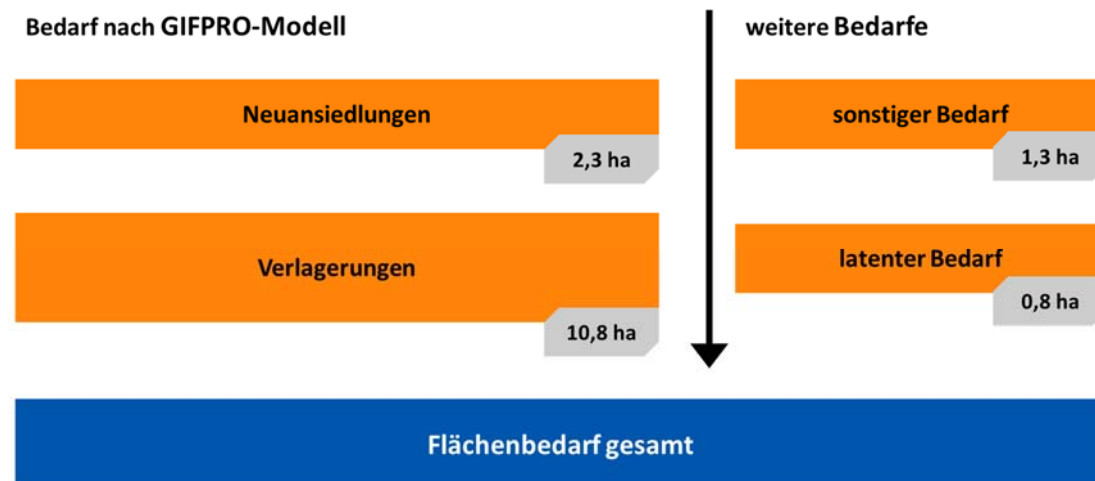 Bedarf nach GIFPRO-Modell
weitere Bedarfe
Neuansiedlungen
2,3 ha
sonstiger Bedarf
1,3 ha
Verlagerungen
10,8 ha
latenter Bedarf
0,8 ha
Flächenbedarf gesamt